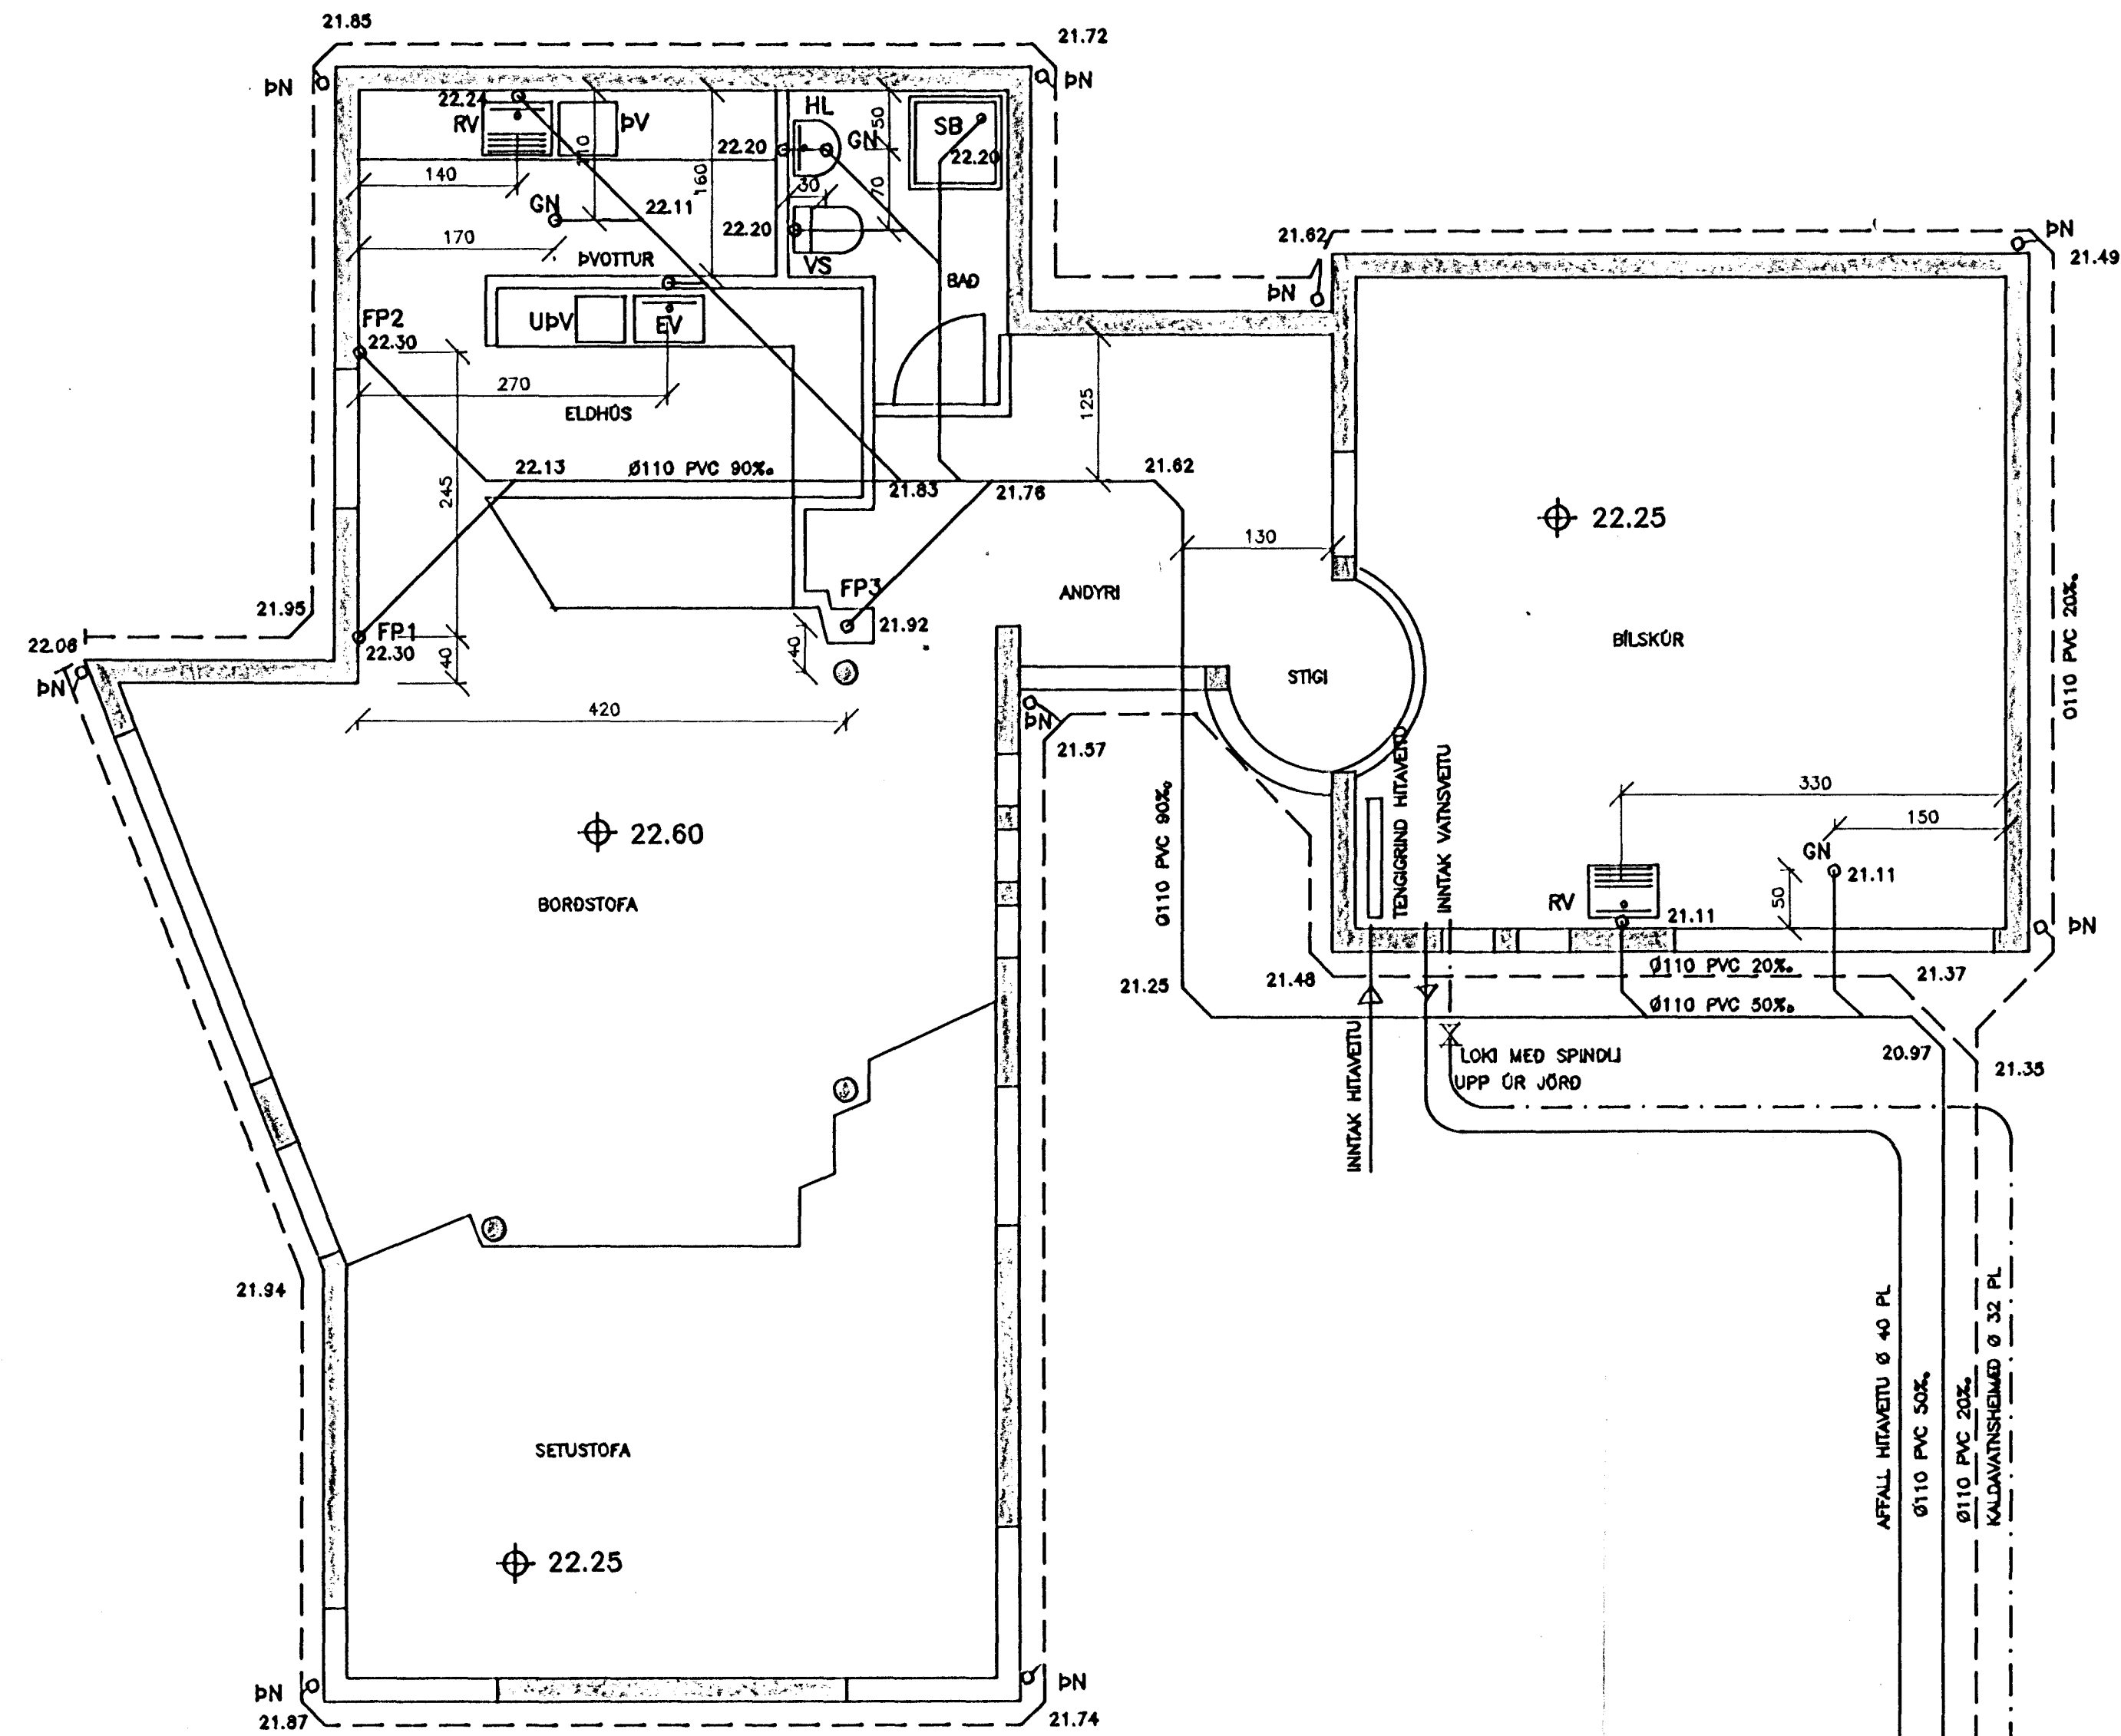 21.85
21.72
ÞN
ÞN
22.24
RV
ÞV
HL
GN
50
SB
22.20
22.20
110
160
140
30
70
GN
22.11
22.20
170
ÞVOTTUR
VS
BAÐ
21.62
ÞN
21.49
ÞN
UÞV
EV
FP2
22.30
270
ELDHÚS
125
245
22.13
Ø110 PVC 90‰
21.83
21.76
21.62
22.25
130
FP3
ANDYRI
21.92
21.95
FP1
22.30
40
40
22.06
ÞN
STIGI
BÍLSKÚR
Ø110 PVC 20‰
420
ÞN
21.57
TENGIGRIND HITAVEITU
INNTAK VATNSVEITU
330
150
22.60
Ø110 PVC 90‰
BORÐSTOFA
GN
21.11
50
RV
21.11
ÞN
21.25
21.48
Ø110 PVC 20‰
21.37
Ø110 PVC 50‰
INNTAK HITAVEITU
LOKI MEÐ SPINDLI
UPP ÚR JÖRÐ
20.97
21.35
21.94
AFFALL HITAVEITU Ø 40 PL
Ø110 PVC 50‰
Ø110 PVC 20‰
KALDAVATNSHEIMÆÐ Ø 32 PL
SETUSTOFA
22.25
ÞN
21.87
ÞN
21.74